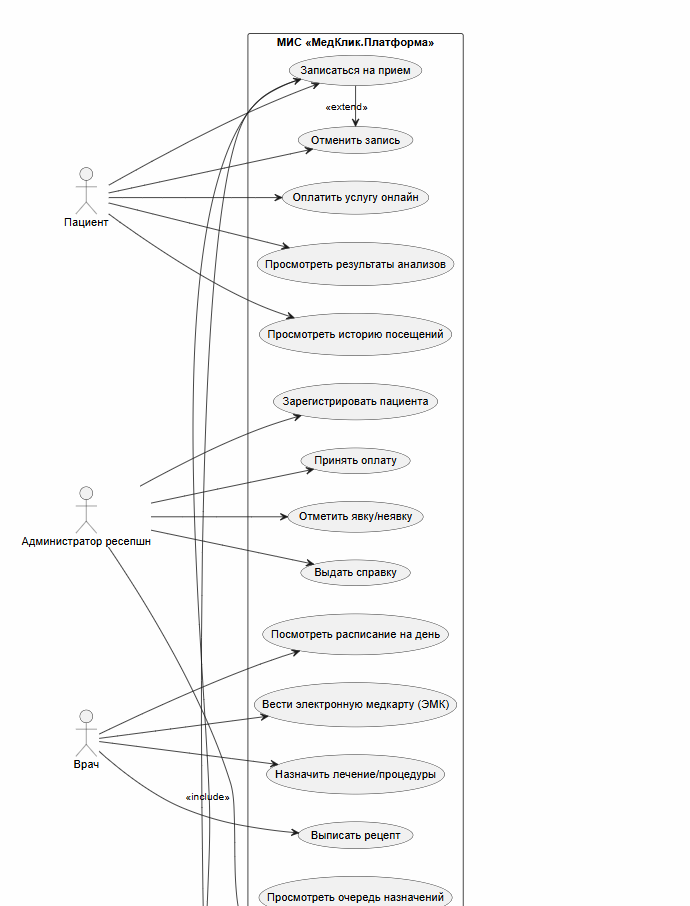 МИС «МедКлик.Платформа»
Записаться на прием
«extend»
Отменить запись
Оплатить услугу онлайн
Пациент
Просмотреть результаты анализов
Просмотреть историю посещений
Зарегистрировать пациента
Принять оплату
Отметить явку/неявку
Администратор ресепшн
Выдать справку
Посмотреть расписание на день
Вести электронную медкарту (ЭМК)
Врач
Назначить лечение/процедуры
«include»
Выписать рецепт
Просмотреть очередь назначений